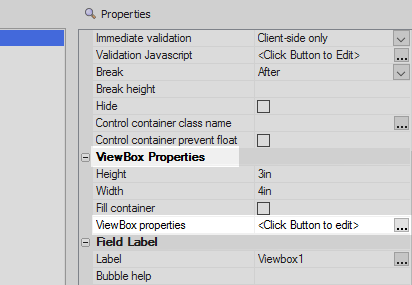 Properties
Immediate validation Client-side only
Validation Javascript <Click Button to Edit> ...
Break After
Break height
Hide
Control container class name ...
Control container prevent float
ViewBox Properties
Height 3in
Width 4in
Fill container
ViewBox properties <Click Button to edit> ...
Field Label
Label Viewbox1 ...
Bubble help